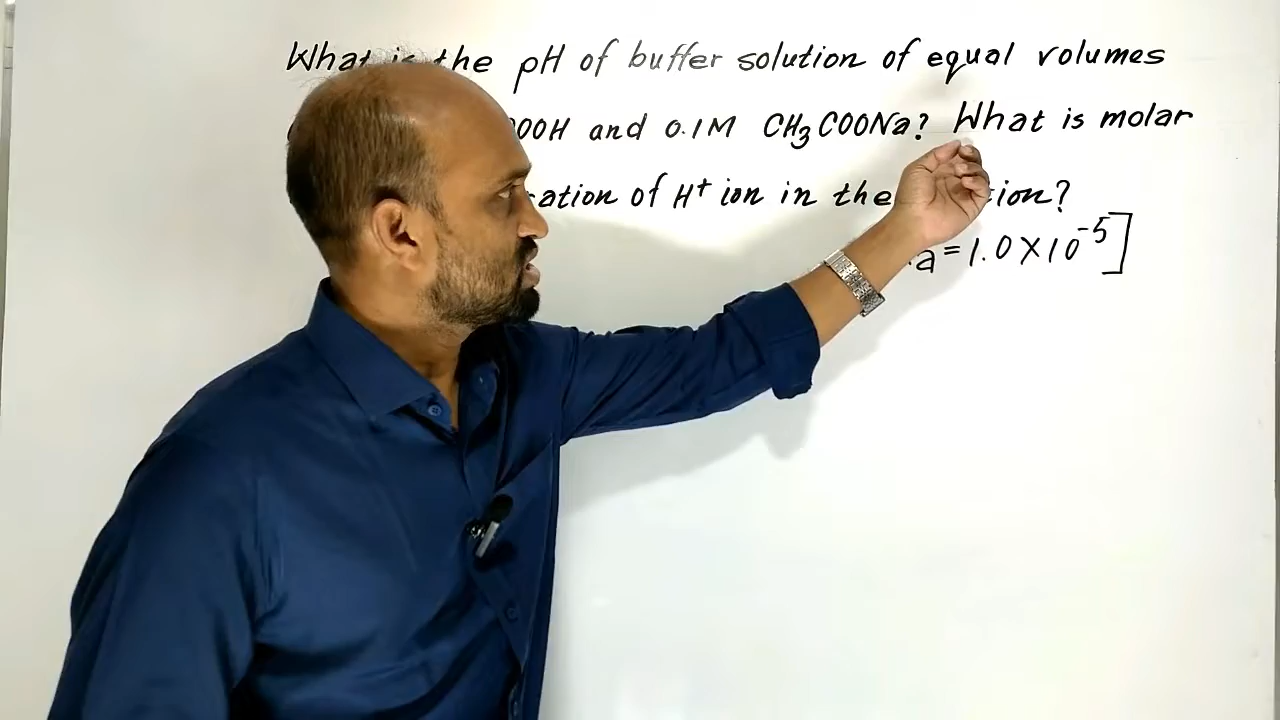 What is the pH of buffer solution of equal volumes
OOH and 0.1M CH₃COONa? What is molar
of H⁺ ion in the
a = 1.0 X 10⁻⁵]